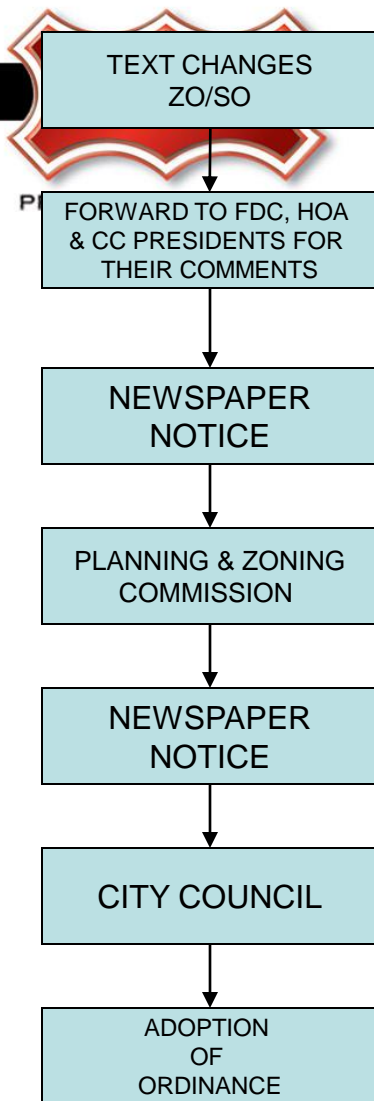 TEXT CHANGES
ZO/SO
FORWARD TO FDC, HOA
& CC PRESIDENTS FOR
THEIR COMMENTS
NEWSPAPER
NOTICE
PLANNING & ZONING
COMMISSION
NEWSPAPER
NOTICE
CITY COUNCIL
ADOPTION
OF
ORDINANCE